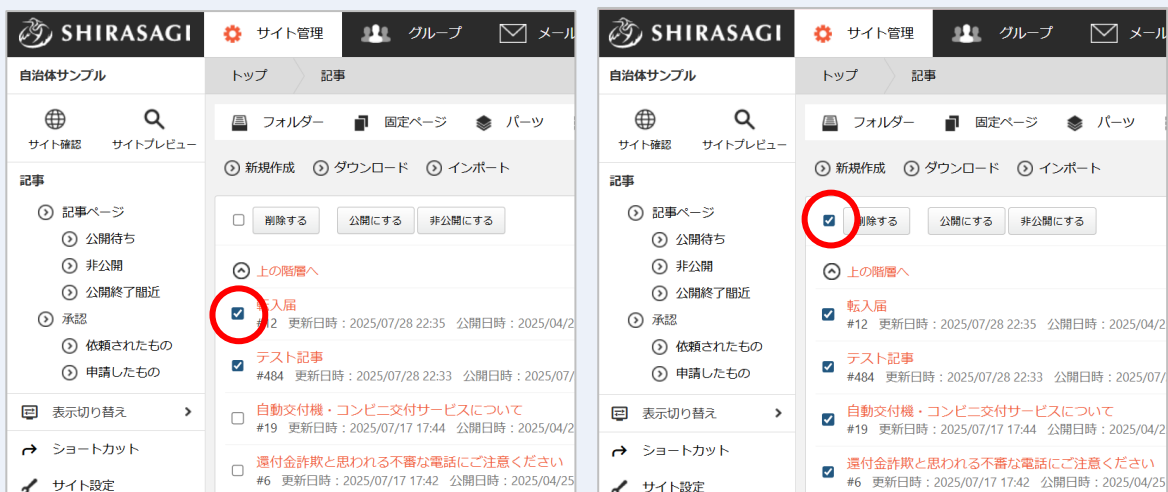 SHIRASAGI サイト管理 グループ メール
自治体サンプル トップ 記事
フォルダー 固定ページ パーツ
サイト確認 サイトプレビュー
新規作成 ダウンロード インポート
記事
記事ページ
削除する 公開にする 非公開にする
公開待ち
非公開
上の階層へ
公開終了間近
転入届
承認
#12 更新日時：2025/07/28 22:35 公開日時：2025/04/2
依頼されたもの
テスト記事
申請したもの
#484 更新日時：2025/07/28 22:33 公開日時：2025/07/
表示切り替え
自動交付機・コンビニ交付サービスについて
#19 更新日時：2025/07/17 17:44 公開日時：2025/04/2
ショートカット
還付金詐欺と思われる不審な電話にご注意ください
サイト設定
#6 更新日時：2025/07/17 17:42 公開日時：2025/04/25
SHIRASAGI サイト管理 グループ メール
自治体サンプル トップ 記事
フォルダー 固定ページ パーツ
サイト確認 サイトプレビュー
新規作成 ダウンロード インポート
記事
記事ページ
削除する 公開にする 非公開にする
公開待ち
非公開
上の階層へ
公開終了間近
転入届
承認
#12 更新日時：2025/07/28 22:35 公開日時：2025/04/2
依頼されたもの
テスト記事
申請したもの
#484 更新日時：2025/07/28 22:33 公開日時：2025/07/
表示切り替え
自動交付機・コンビニ交付サービスについて
#19 更新日時：2025/07/17 17:44 公開日時：2025/04/2
ショートカット
還付金詐欺と思われる不審な電話にご注意ください
サイト設定
#6 更新日時：2025/07/17 17:42 公開日時：2025/04/25